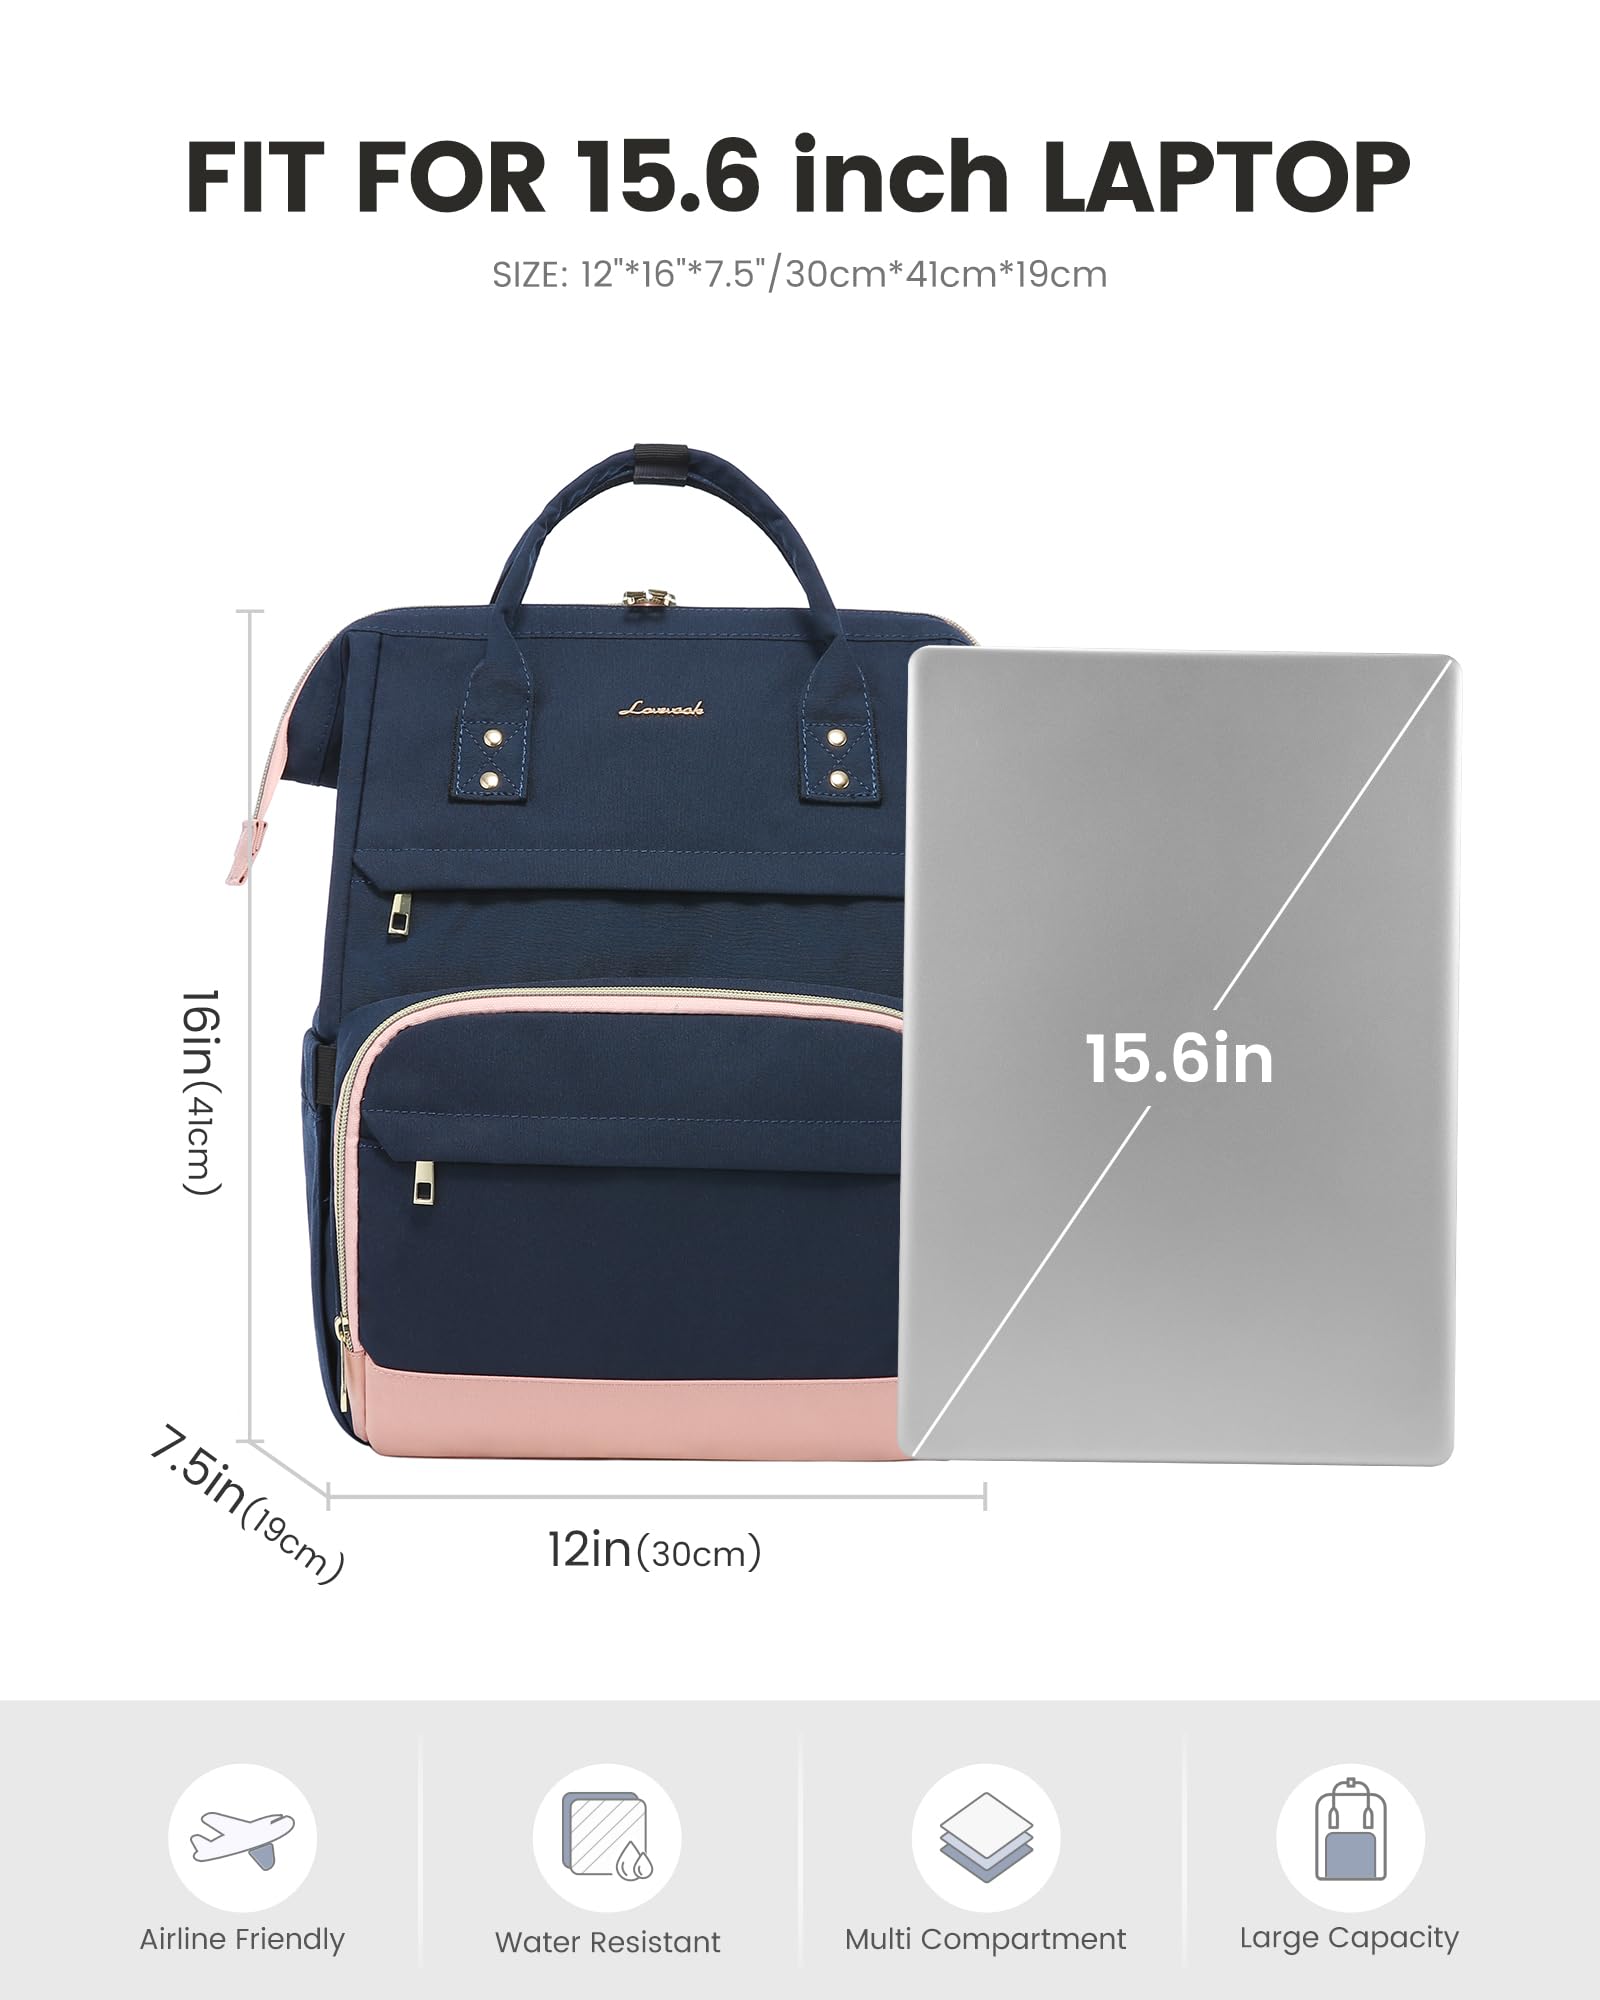 FIT FOR 15.6 inch LAPTOP
SIZE: 12"*16"*7.5"/30cm*41cm*19cm
Lovevook
15.6in
16in(41cm)
7.5in(19cm)
12in(30cm)
Airline Friendly
Water Resistant
Multi Compartment
Large Capacity